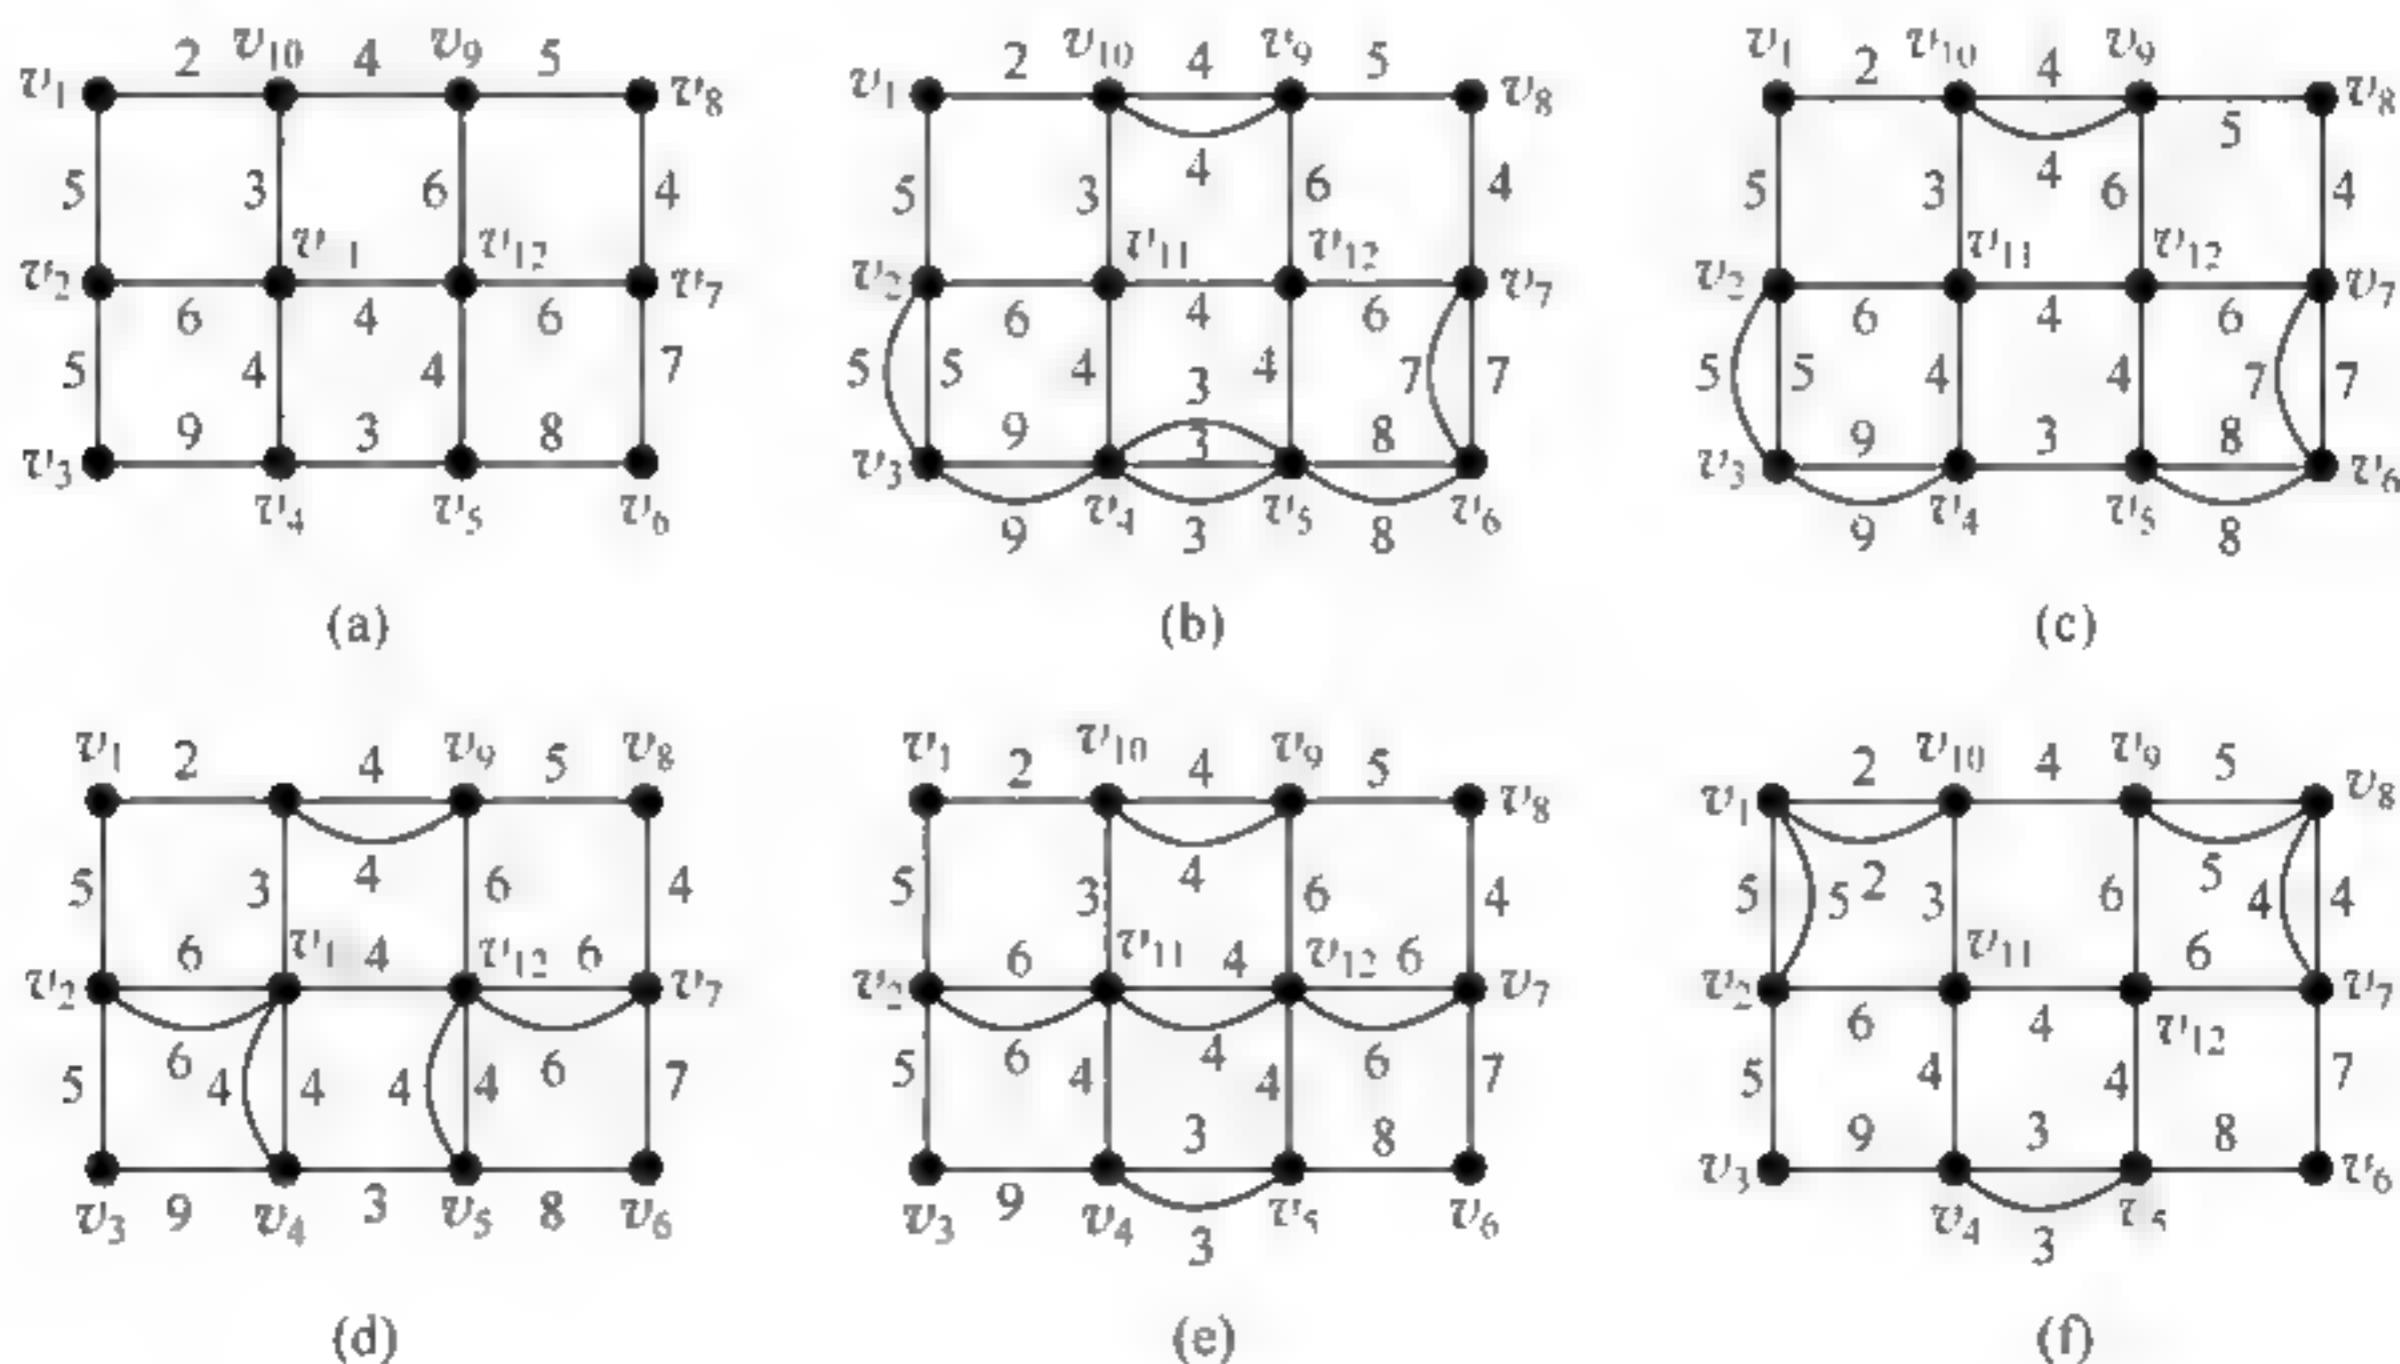 2 v10 4 v9 5
v1 v8
5 3 6 4
v' 1 v12
v2 v7
6 4 6
5 4 4 7
9 3 8
v3
v4 v5 v6
(a)
2 v10 4 v9 5
v1 v8
4
5 3 6 4
v11 v12
v2 v7
6 4 6
5 5 4 3 4 7 7
9 3 8
v3
v4 v5 v6
9 3 8
(b)
v1 2 v10 4 v9
v8
5
4
5 3 6 4
v11 v12
v2 v7
6 4 6
5 5 4 4 7 7
9 3 8
v3 v6
v4 v5
9 8
(c)
v1 2 4 v9 5 v8
4
5 3 6 4
6 v'1 4 v12 6
v2 v7
6 6
5 4 4 4 4 7
v3 9 v4 3 v5 8 v6
(d)
v1 2 v10 4 v9 5
v8
4
5 3 6 4
6 v11 4 v12 6
v2 v7
6 4 6
5 4 4 7
3 8
v3 9 v4 v5 v6
3
(e)
2 v10 4 v9 5
v1 v8
2 5
5 5 3 6 4 4
v11 6
v2 v7
6 4 v12
5 4 4 7
9 3 8
v3 v6
v4 3 v5
(f)